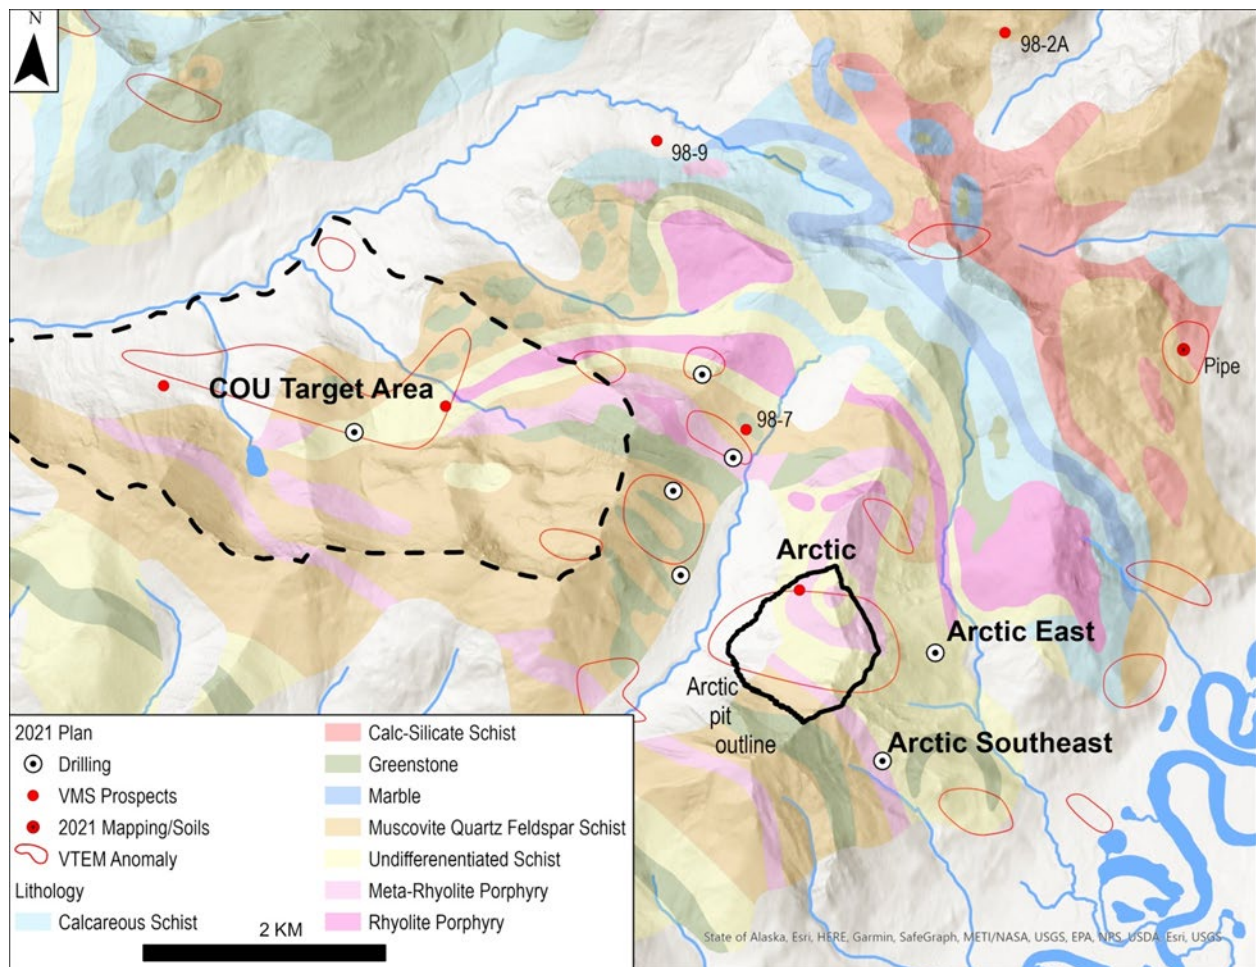 N
98-2A
98-9
Pipe
COU Target Area
98-7
Arctic
Arctic East
Arctic
pit
outline
Arctic Southeast
2021 Plan
Drilling
VMS Prospects
2021 Mapping/Soils
VTEM Anomaly
Lithology
Calcareous Schist
Calc-Silicate Schist
Greenstone
Marble
Muscovite Quartz Feldspar Schist
Undifferenentiated Schist
Meta-Rhyolite Porphyry
Rhyolite Porphyry
2 KM
State of Alaska, Esri, HERE, Garmin, SafeGraph, METI/NASA, USGS, EPA, NPS, USDA, Esri, USGS